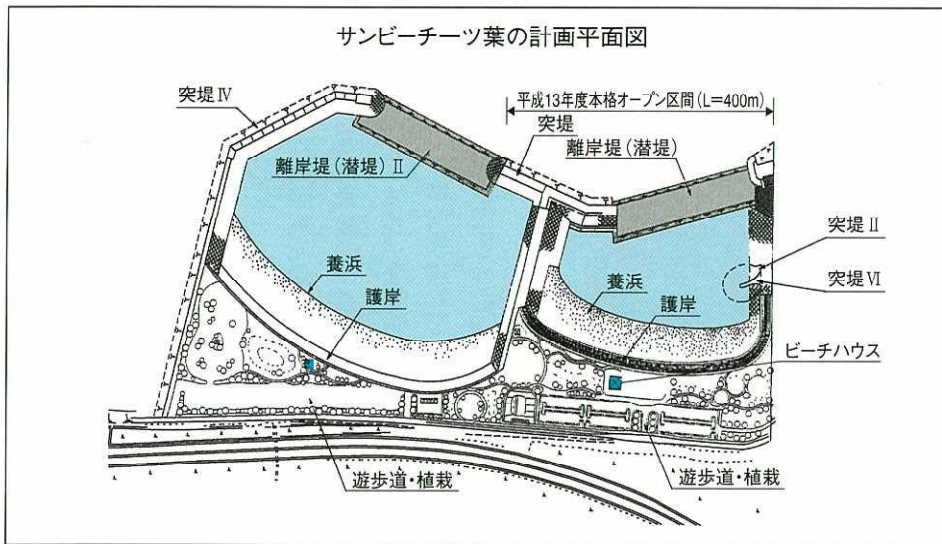 サンビーチーツ葉の計画平面図
平成13年度本格オープン区間(L=400m)
突堤Ⅳ
突堤
離岸堤(潜堤)
離岸堤(潜堤)Ⅱ
突堤Ⅱ
突堤Ⅵ
養浜
養浜
護岸
護岸
ビーチハウス
遊歩道・植栽
遊歩道・植栽